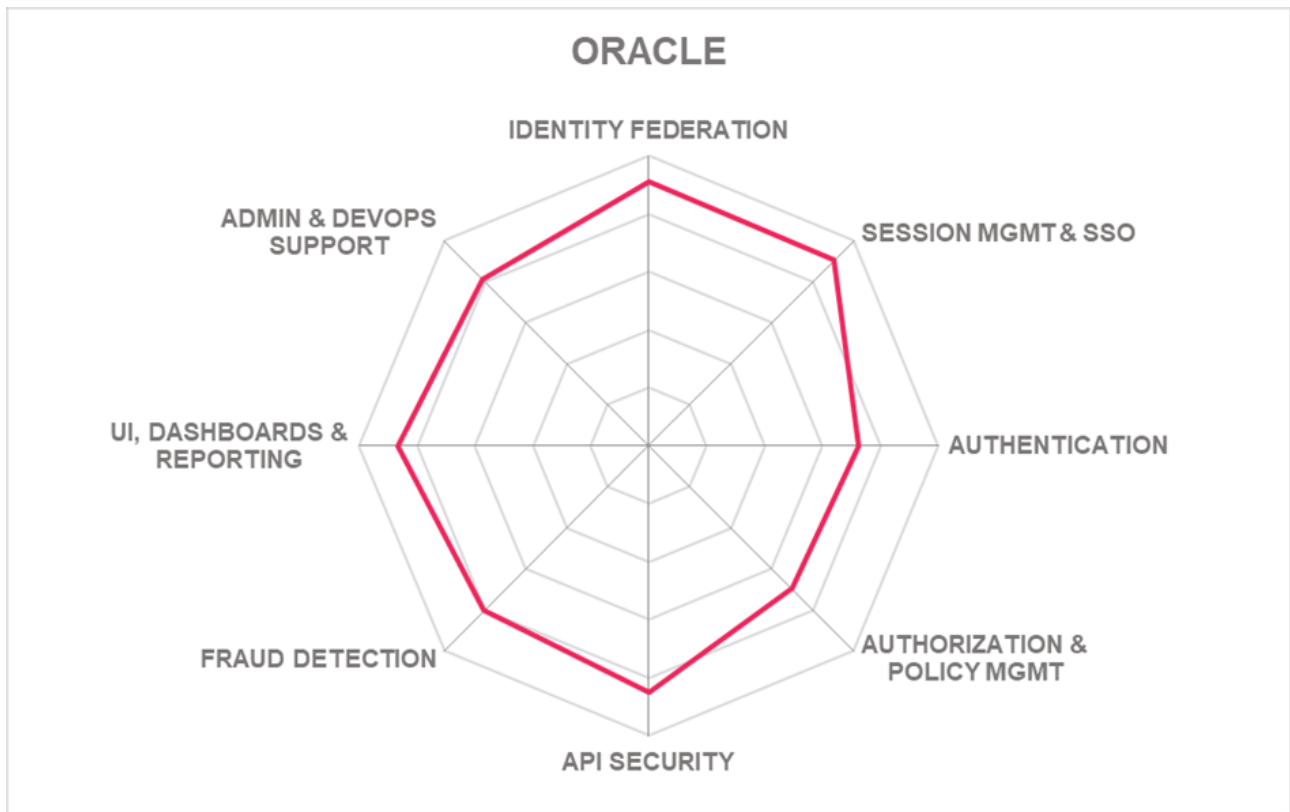 ORACLE
IDENTITY FEDERATION
ADMIN & DEVOPS
SUPPORT
SESSION MGMT & SSO
UI, DASHBOARDS &
REPORTING
AUTHENTICATION
FRAUD DETECTION
AUTHORIZATION &
POLICY MGMT
API SECURITY